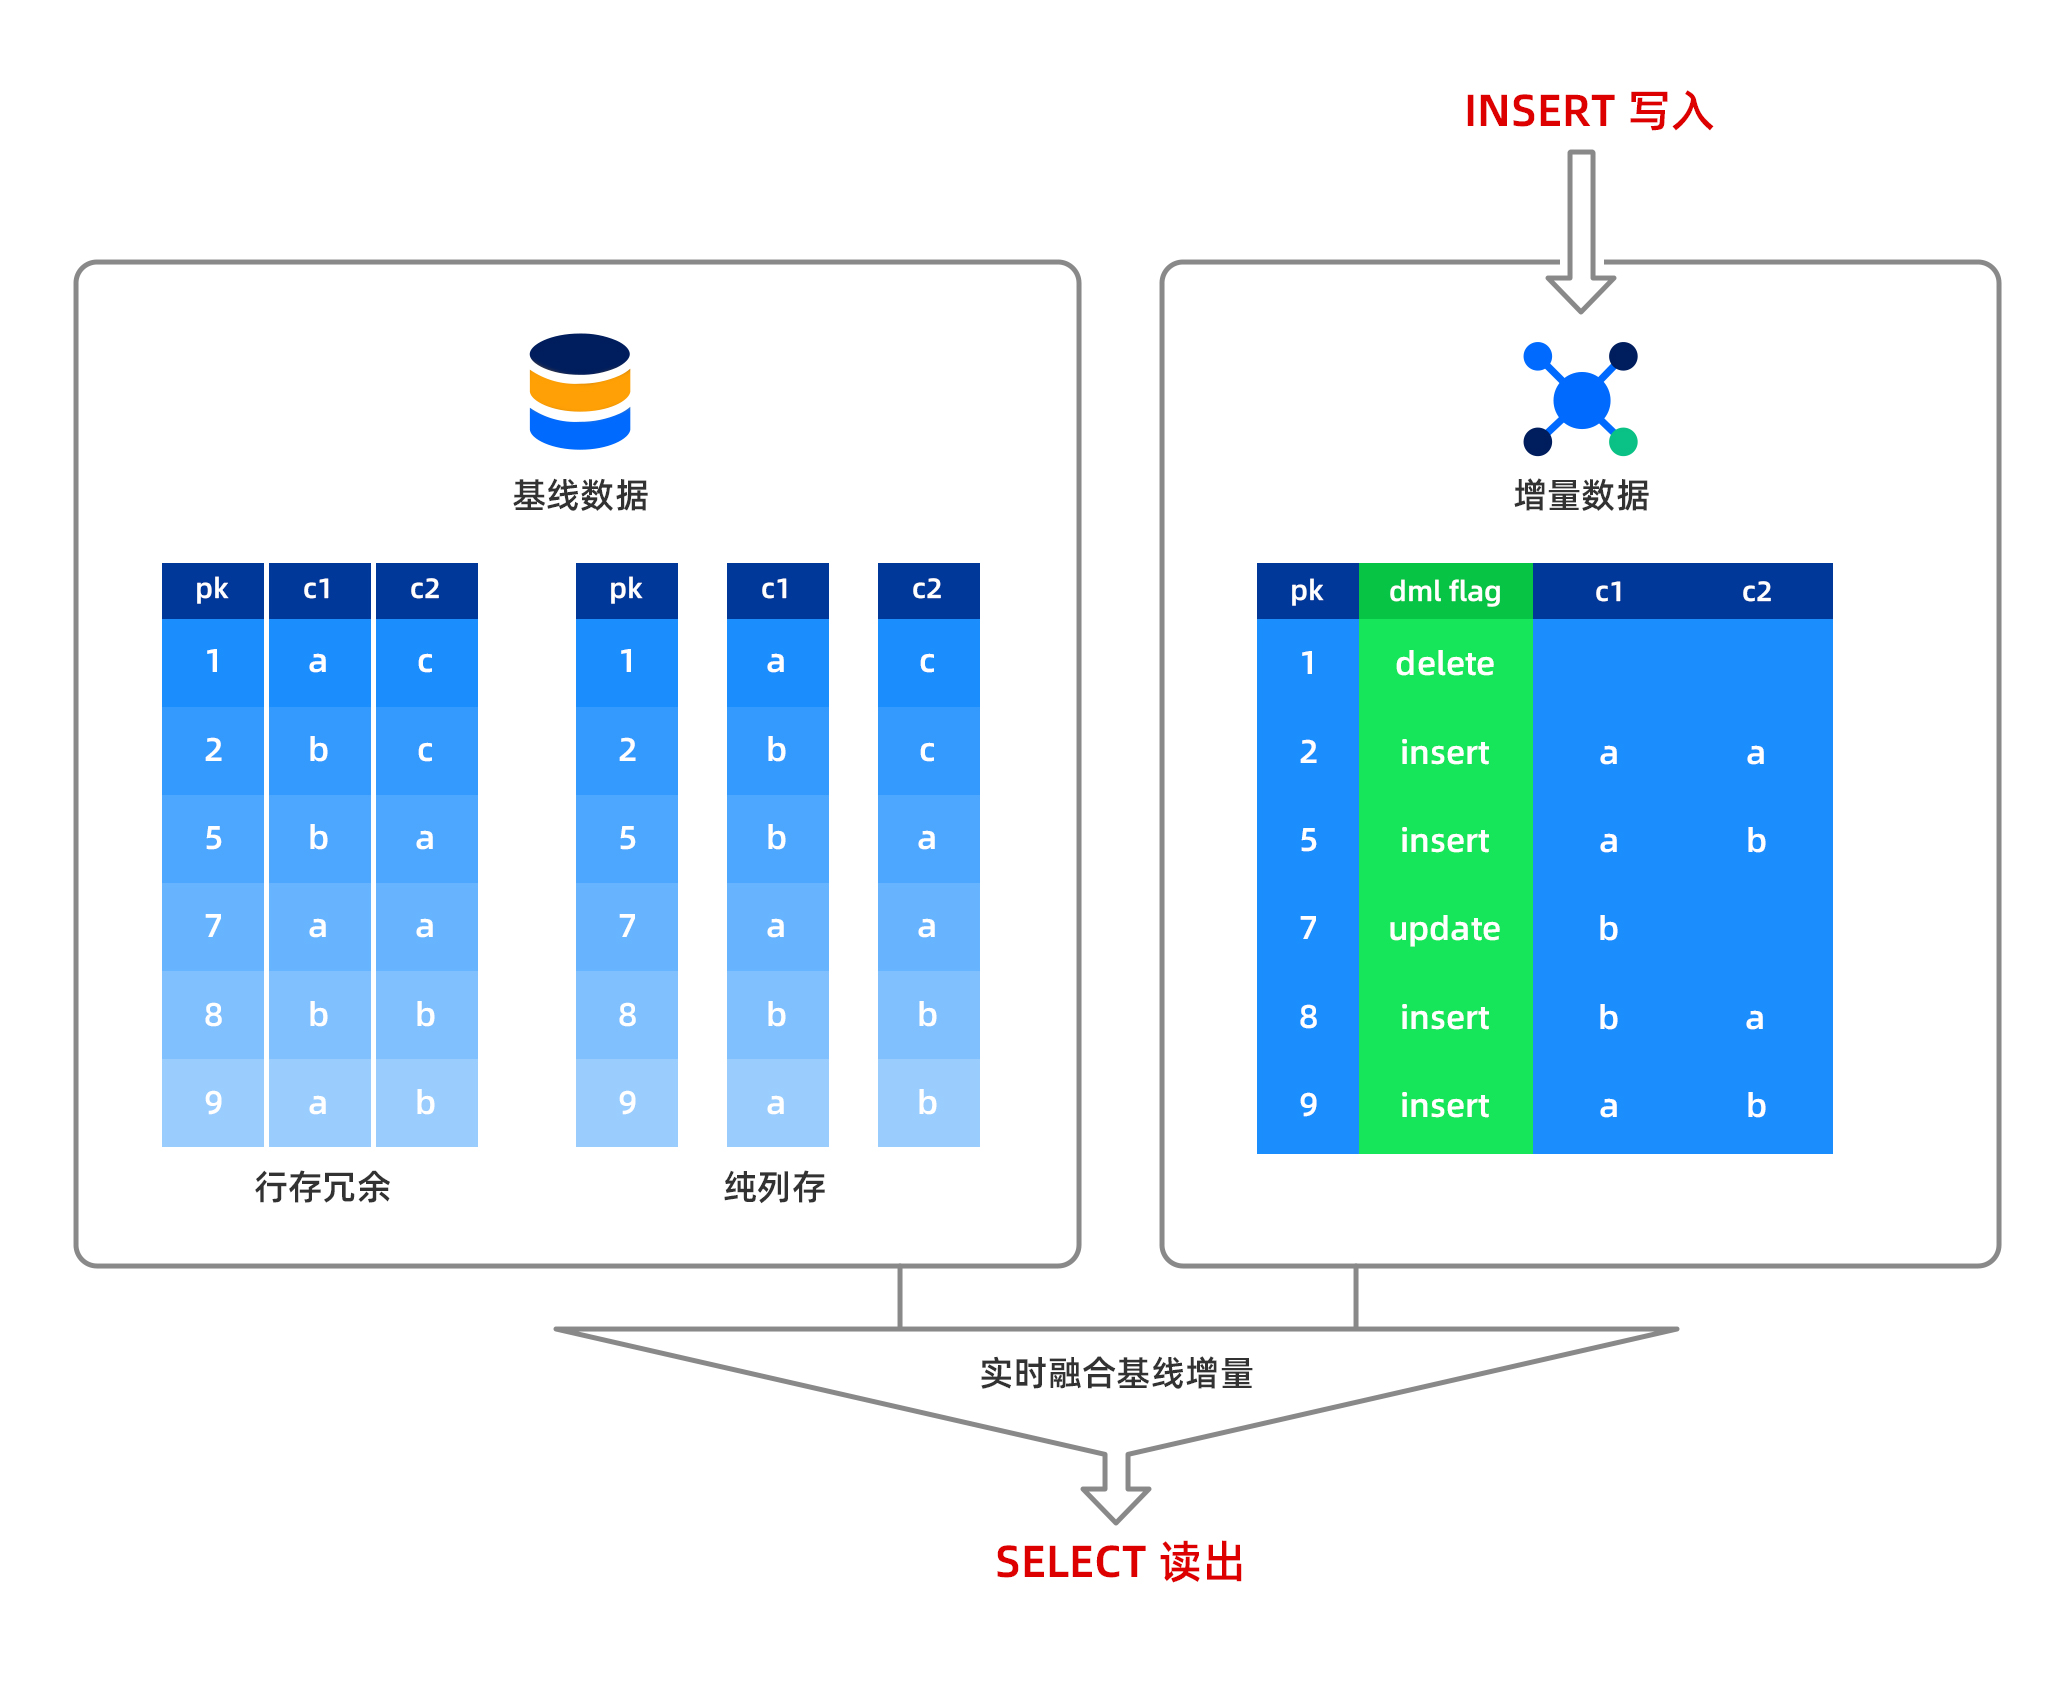 INSERT 写入
基线数据
增量数据
pk c1 c2
1 a c
2 b c
5 b a
7 a a
8 b b
9 a b
行存冗余
pk c1 c2
1 a c
2 b c
5 b a
7 a a
8 b b
9 a b
纯列存
pk dml flag c1 c2
1 delete
2 insert a a
5 insert a b
7 update b
8 insert b a
9 insert a b
实时融合基线增量
SELECT 读出